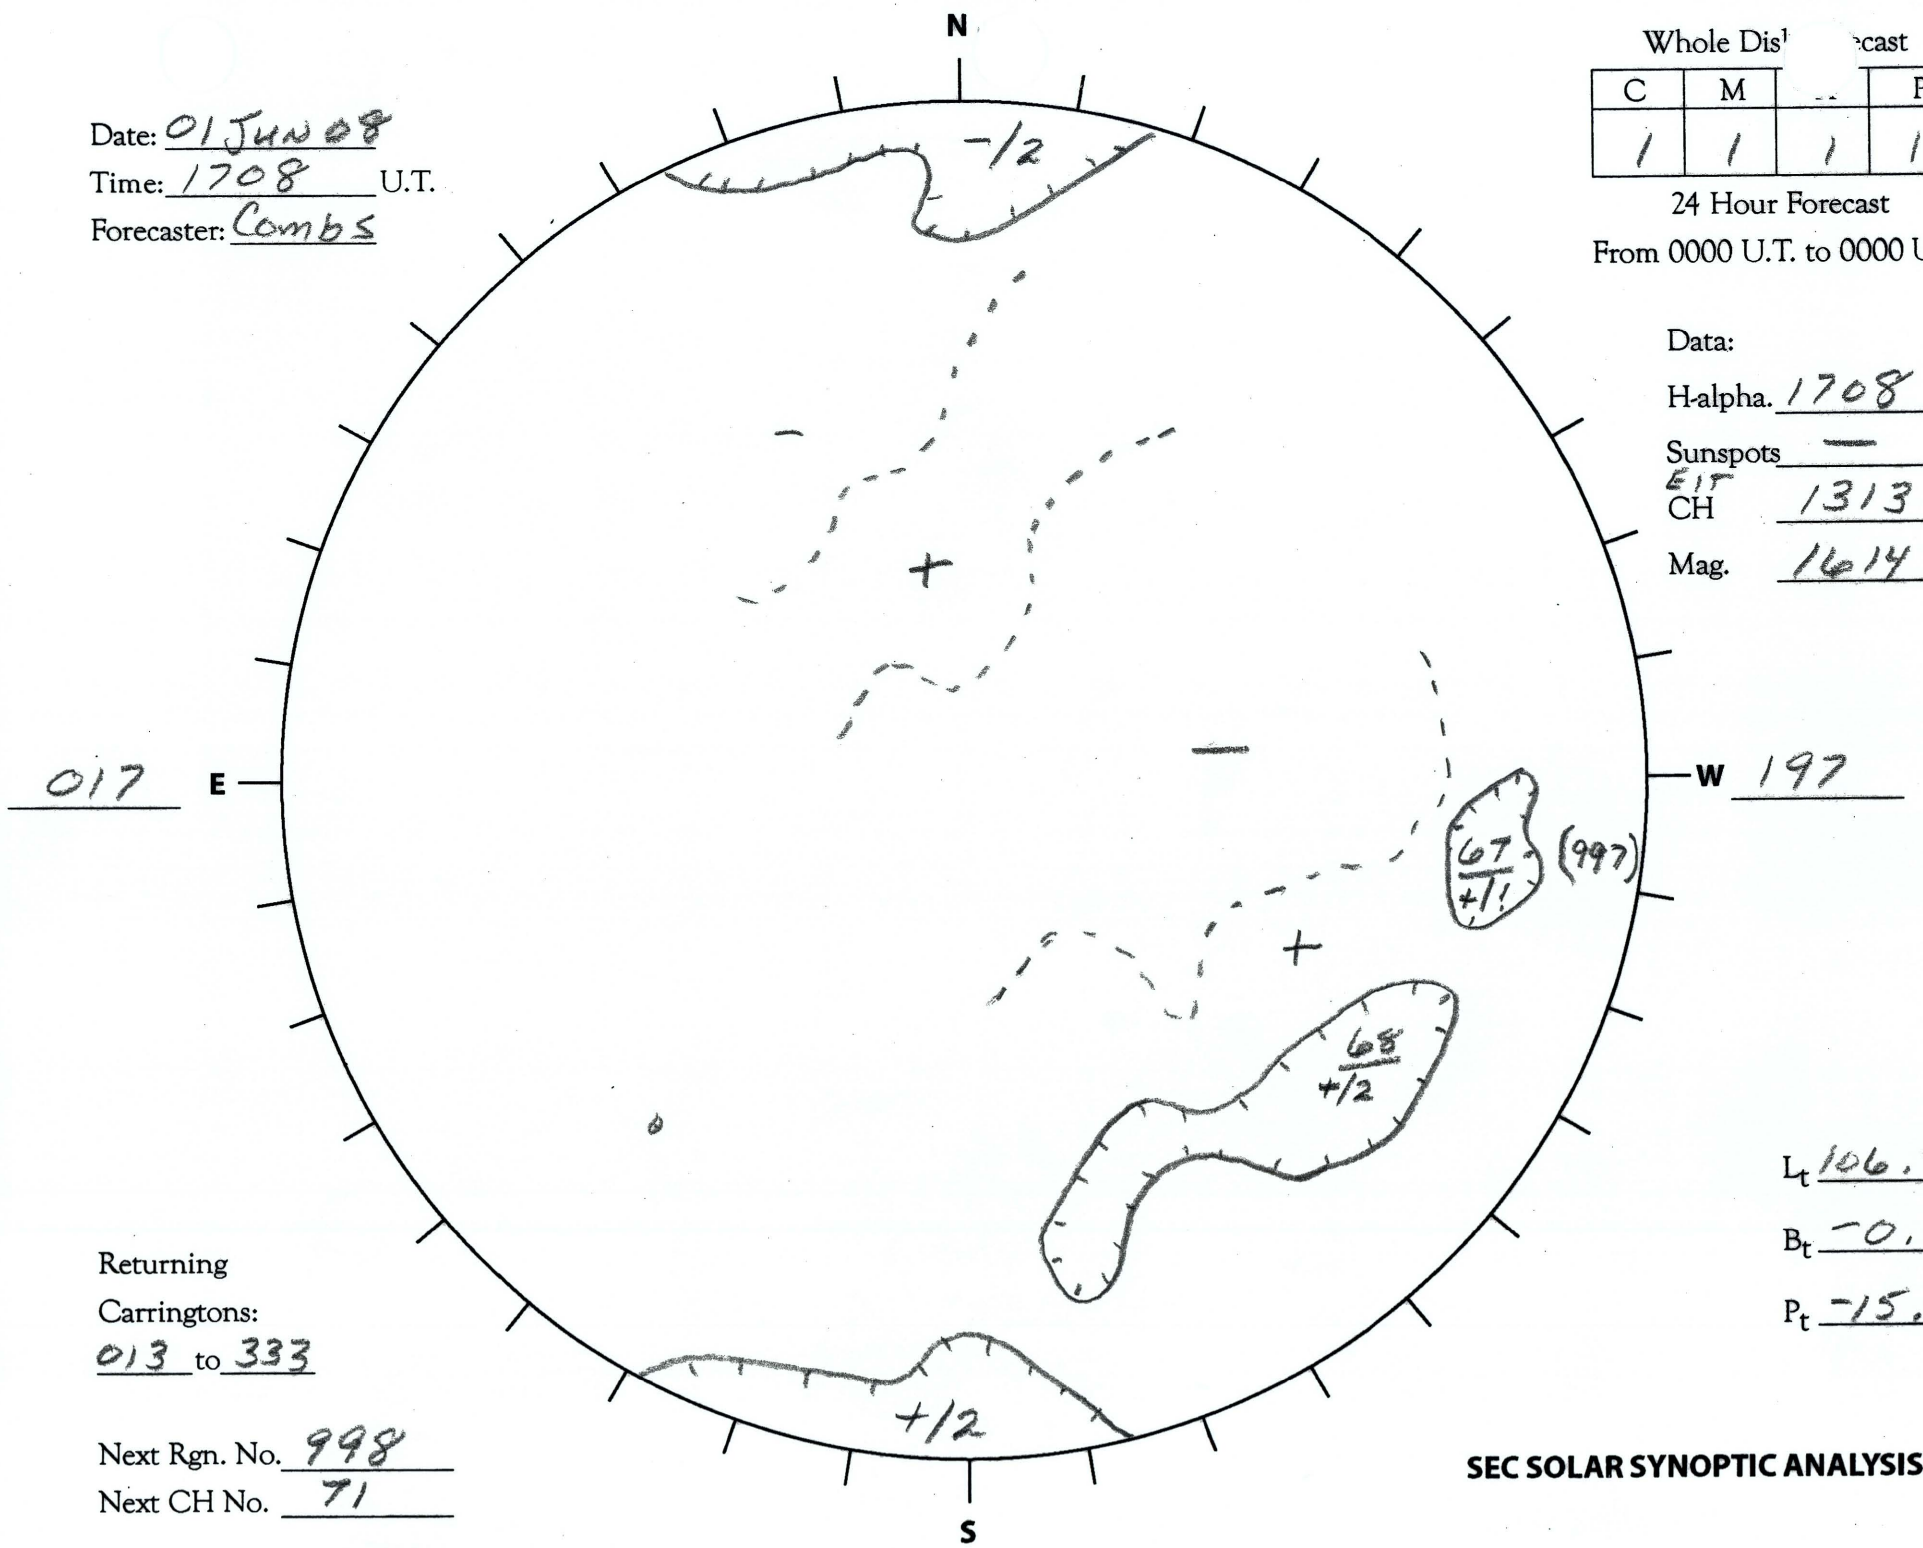 N
Whole Dis ecast
C M
1 1 1 1
24 Hour Forecast
From 0000 U.T. to 0000 U
Date: 01 JUN 08
Time: 1708 U.T.
Forecaster: Combs
-/2
Data:
H-alpha. 1708
Sunspots —
EIT
CH 1313
Mag. 1614
-
+
-
017 E
W 197
67
+/1
(997)
+
68
+/2
Lt 106.
Bt -0.
Pt -15.
Returning
Carringtons:
013 to 333
+/2
Next Rgn. No. 998
Next CH No. 71
SEC SOLAR SYNOPTIC ANALYSIS
S